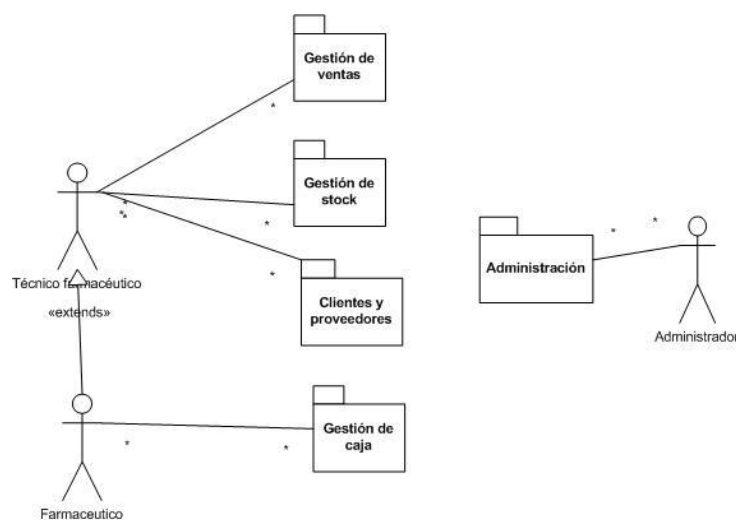 Gestión de
ventas
*
Gestión de
stock
*
*
*
*
Técnico farmacéutico
«extends»
*
Clientes y
proveedores
Administración
*
*
Administrador
Gestión de
caja
*
*
Farmaceutico